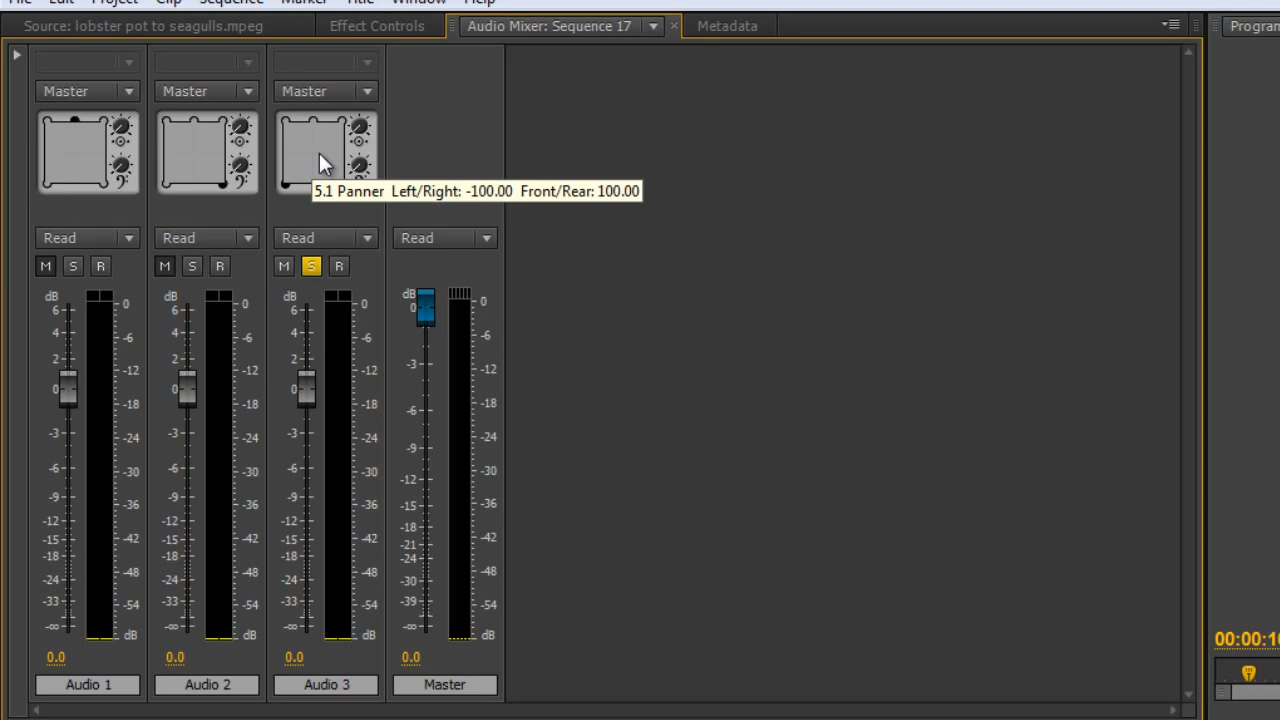 File Edit Project Clip Sequence Marker Title Window Help
Source: lobster pot to seagulls.mpeg Effect Controls Audio Mixer: Sequence 17 Metadata Program
Master Master Master
5.1 Panner Left/Right: -100.00 Front/Rear: 100.00
Read Read Read Read
M S R M S R M S R
dB 0 dB 0 dB 0 dB 0
6 6 6 0
4 -6 4 -6 4 -6 -6
2 -12 2 -12 2 -12 -3 -12
0 -18 0 -18 0 -18 -6 -18
-3 -24 -3 -24 -3 -24 -9 -24
-6 -30 -6 -30 -6 -30 -12 -30
-9 -36 -9 -36 -9 -36 -15 -36
-12 -42 -12 -42 -12 -42 -18 -42
-15 -15 -15 -21
-18 -48 -18 -48 -18 -48 -24 -48
-24 -24 -24 -30
-33 -54 -33 -54 -33 -54 -39 -54
-∞ dB -∞ dB -∞ dB -∞ dB
0.0 0.0 0.0 0.0
Audio 1 Audio 2 Audio 3 Master
00:00:1